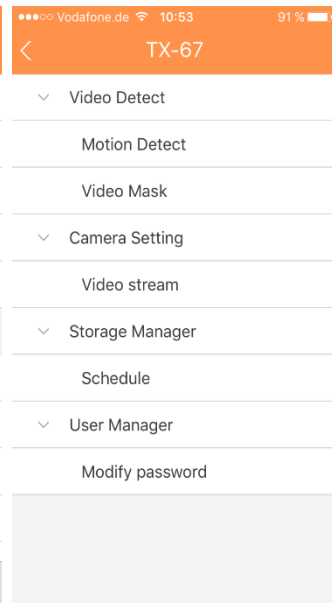 Vodafone.de 10:53 91 %
TX-67
Video Detect
Motion Detect
Video Mask
Camera Setting
Video stream
Storage Manager
Schedule
User Manager
Modify password